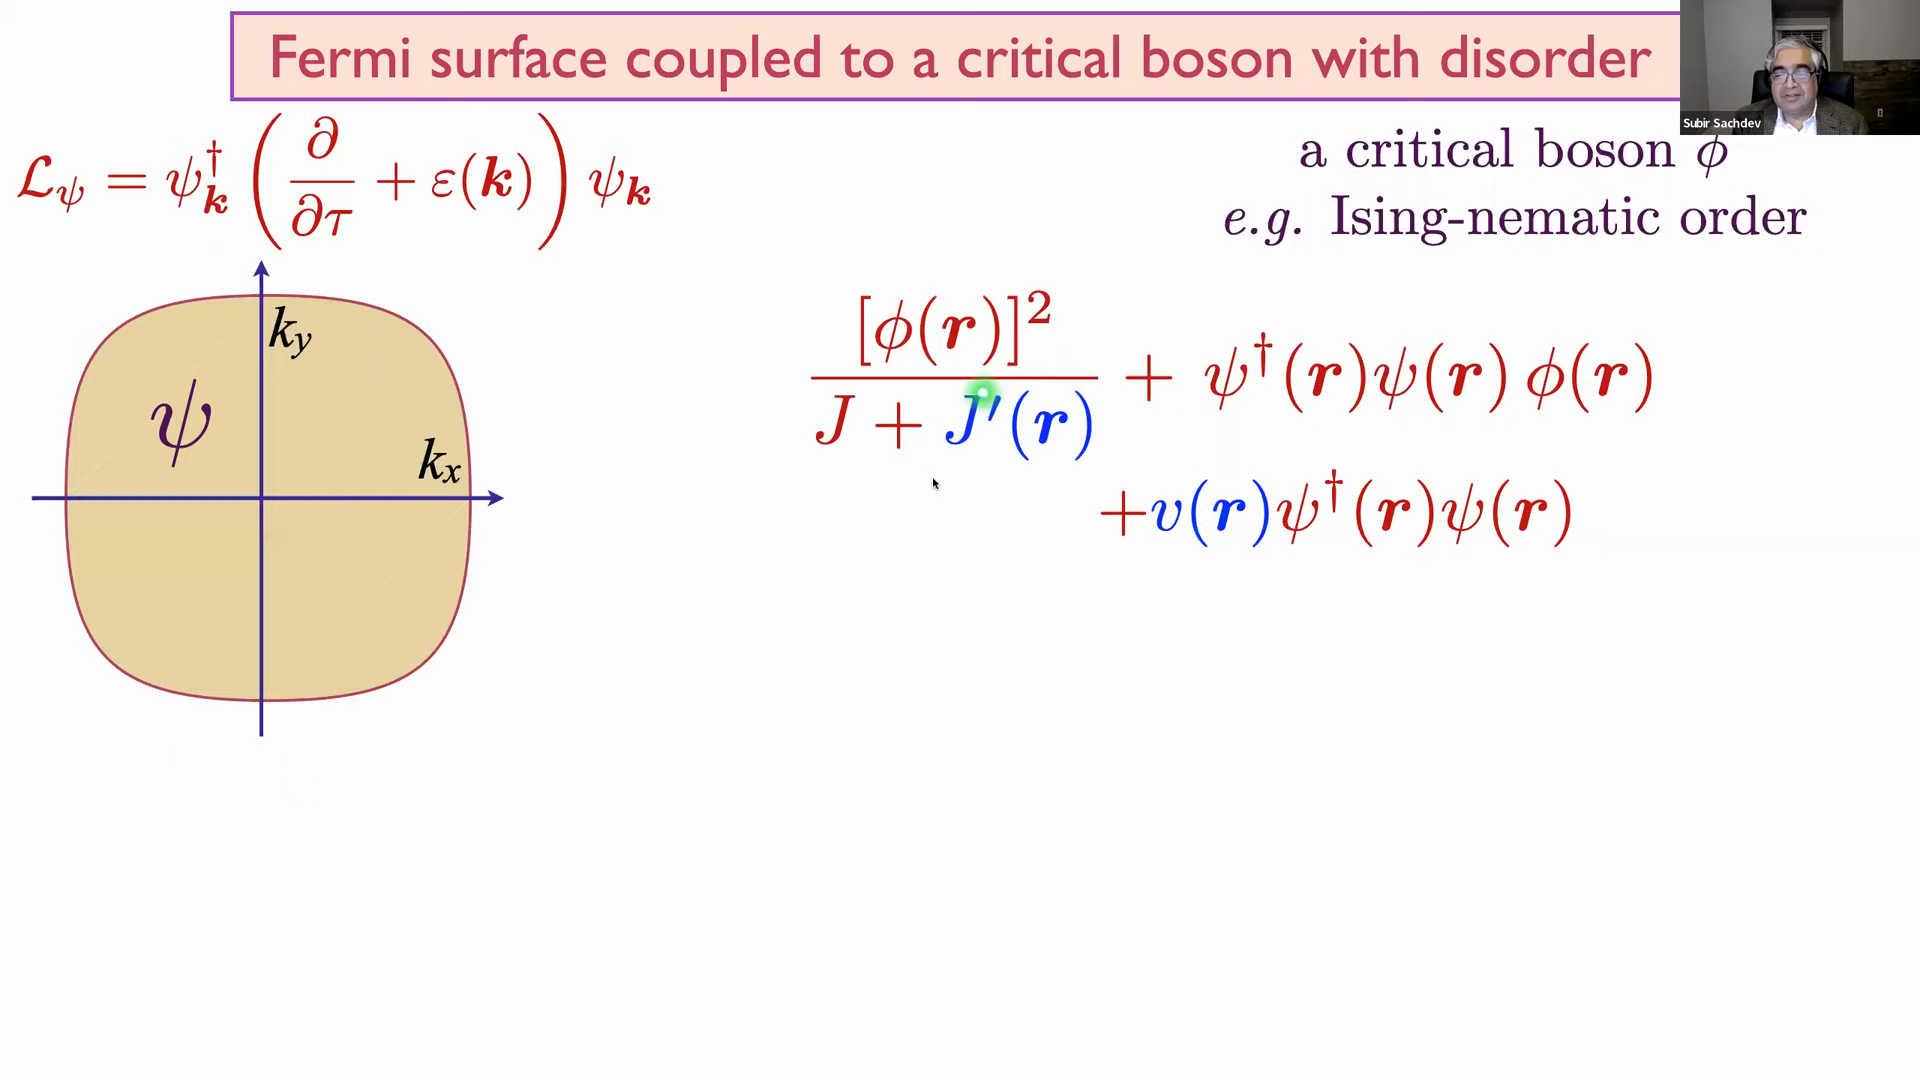 Fermi surface coupled to a critical boson with disorder
Subir Sachdev
ℒ_ψ = ψ†_𝒌 ( ∂/∂τ + ε(𝒌) ) ψ_𝒌
a critical boson ϕ
e.g. Ising-nematic order
k_y
ψ
k_x
[ϕ(𝒓)]² / (J + J′(𝒓)) + ψ†(𝒓)ψ(𝒓) ϕ(𝒓)
+v(𝒓)ψ†(𝒓)ψ(𝒓)